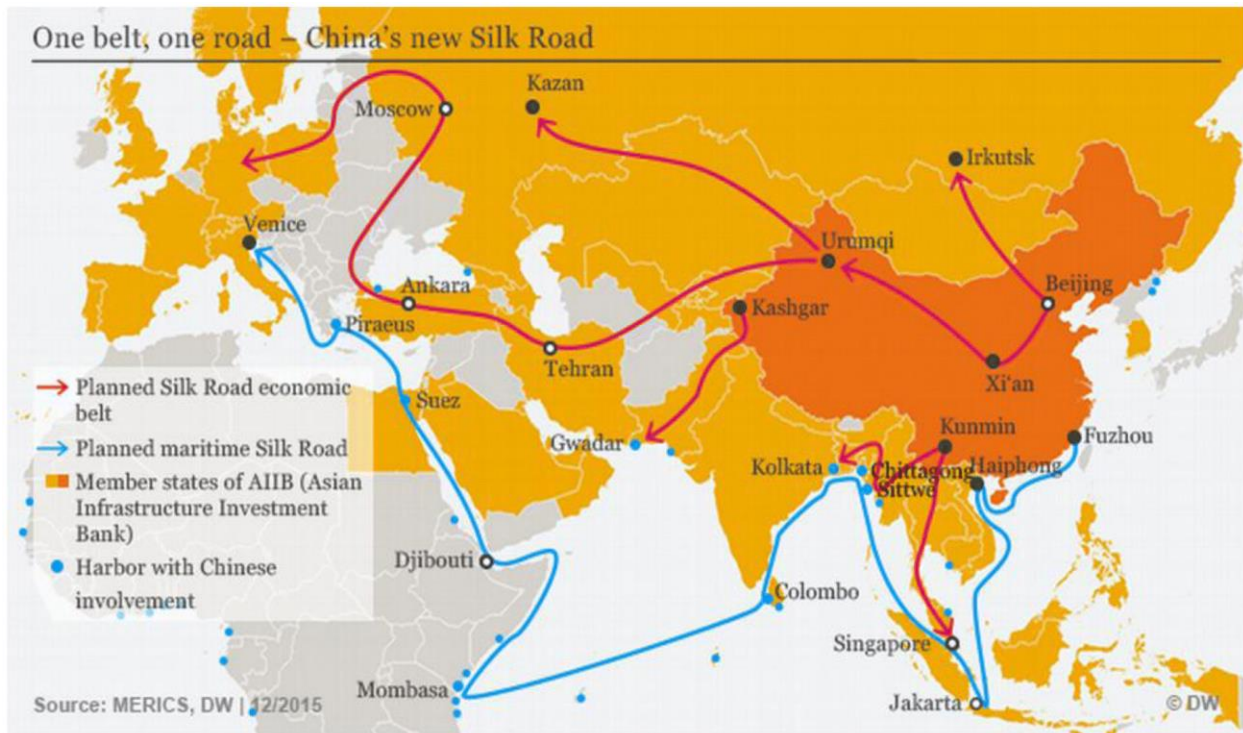 One belt, one road – China's new Silk Road
Kazan
Moscow
Irkutsk
Venice
Urumqi
Ankara
Beijing
Kashgar
Piraeus
Tehran
Xi'an
Planned Silk Road economic
belt
Suez
Kunmin
Fuzhou
Gwadar
Planned maritime Silk Road
Kolkata
Chittagong
Haiphong
Sittwe
Member states of AIIB (Asian
Infrastructure Investment
Bank)
Djibouti
Harbor with Chinese
involvement
Colombo
Singapore
Mombasa
Source: MERICS, DW | 12/2015
Jakarta
© DW